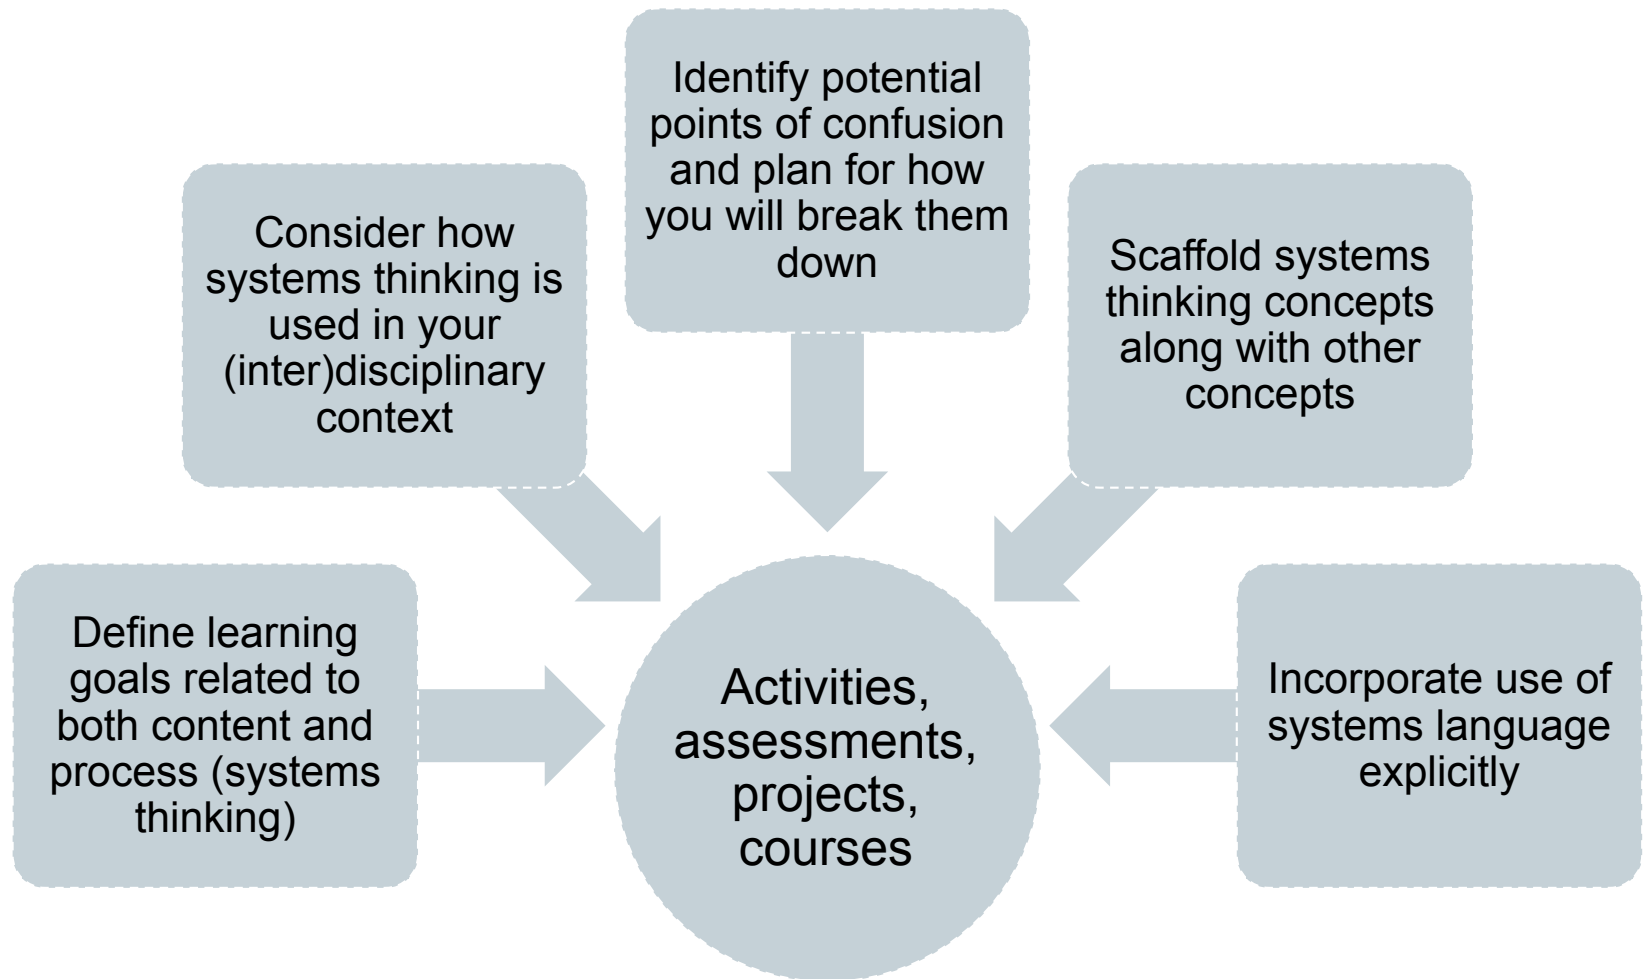 Identify potential
points of confusion
and plan for how
you will break them
down
Consider how
systems thinking is
used in your
(inter)disciplinary
context
Scaffold systems
thinking concepts
along with other
concepts
Define learning
goals related to
both content and
process (systems
thinking)
Activities,
assessments,
projects,
courses
Incorporate use of
systems language
explicitly